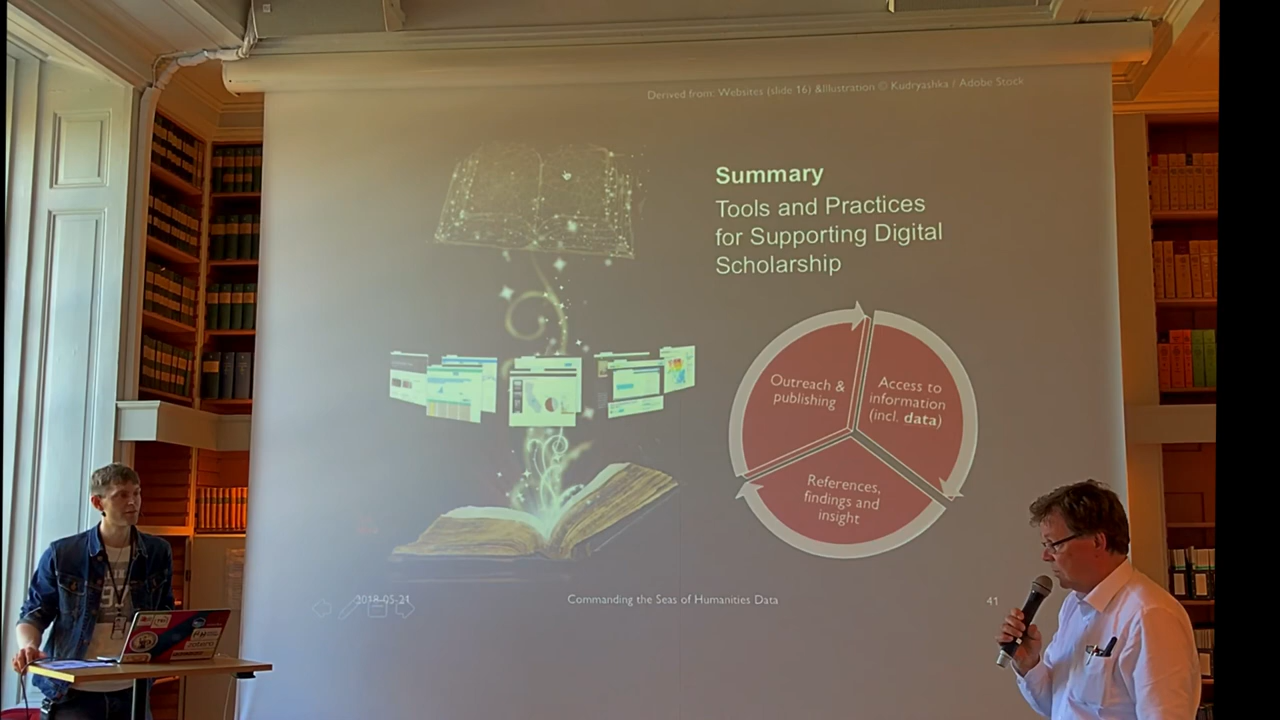 Derived from: Websites (slide 16) &Illustration © Kudryashka / Adobe Stock
Summary
Tools and Practices
for Supporting Digital
Scholarship
Outreach &
publishing
Access to
information
(incl. data)
References,
findings and
insight
2018-05-21
Commanding the Seas of Humanities Data
41
zotero